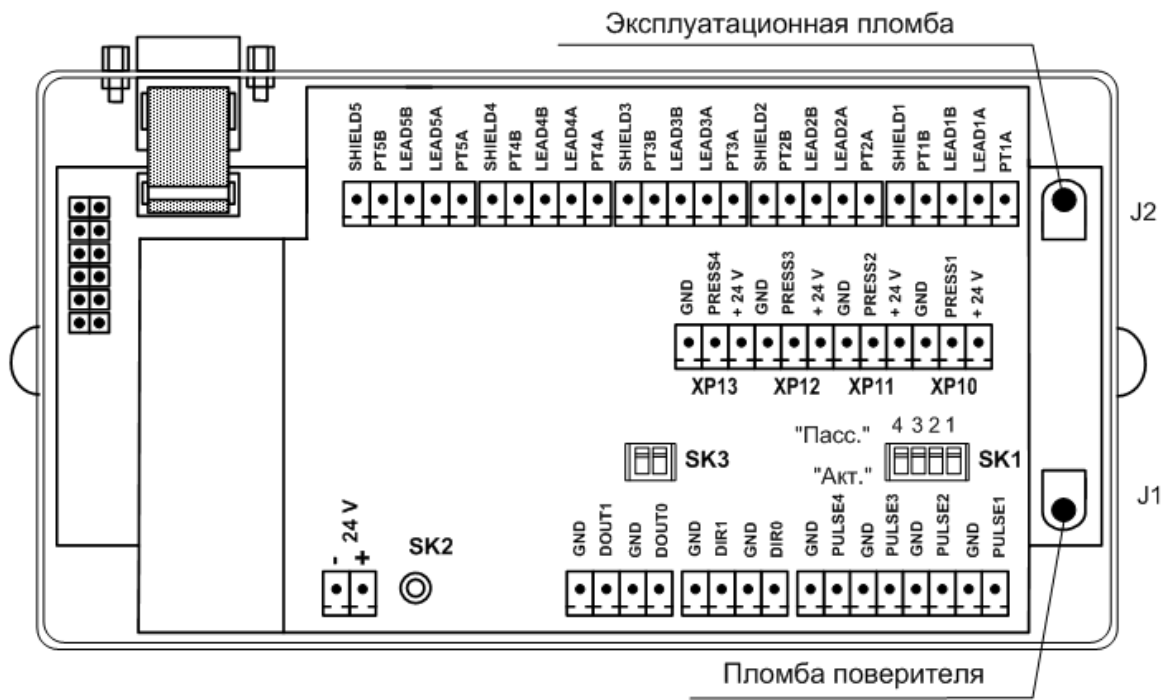 Эксплуатационная пломба
SHIELD5 PT5B LEAD5B LEAD5A PT5A SHIELD4 PT4B LEAD4B LEAD4A PT4A SHIELD3 PT3B LEAD3B LEAD3A PT3A SHIELD2 PT2B LEAD2B LEAD2A PT2A SHIELD1 PT1B LEAD1B LEAD1A PT1A
J2
GND PRESS4 + 24 V GND PRESS3 + 24 V GND PRESS2 + 24 V GND PRESS1 + 24 V
XP13 XP12 XP11 XP10
"Пасс." 4 3 2 1
SK3 SK1
"Акт."
J1
- + 24 V
SK2
GND DOUT1 GND DOUT0 GND DIR1 GND DIR0 GND PULSE4 GND PULSE3 GND PULSE2 GND PULSE1
Пломба поверителя